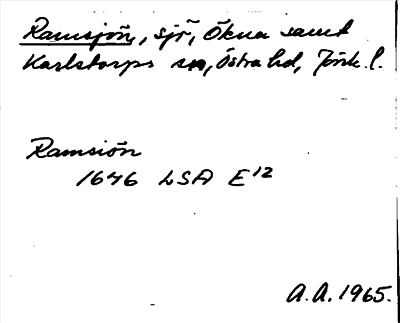 Ramsjön, sjö, Ökna samt
Karlstorps sn, Östra hd, Jönk. l.
Ramsiön
1646 LSA E12
A.A. 1965.